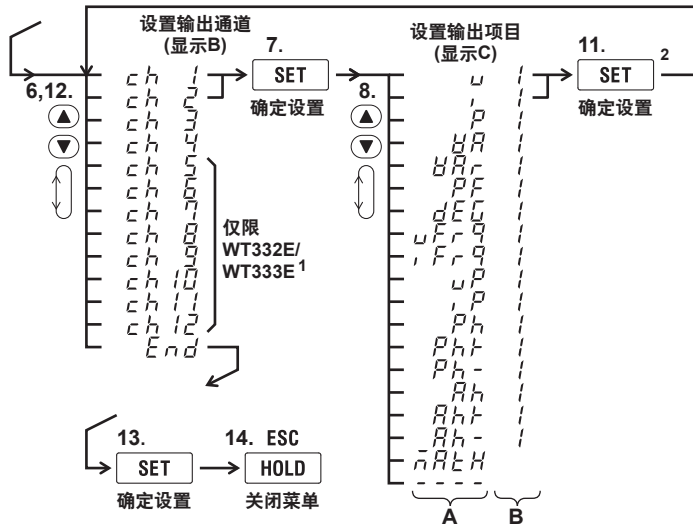 设置输出通道
(显示B)
6,12.
ch 1
ch 2
ch 3
ch 4
ch 5
ch 6
ch 7
ch 8
ch 9
ch 10
ch 11
ch 12
End
仅限
WT332E/
WT333E 1
7.
SET
确定设置
设置输出项目
(显示C)
8.
u 1
i 1
P 1
VA 1
VAr 1
PF 1
dEG 1
uFrq 1
iFrq 1
uP 1
iP 1
Ph 1
Ph+ 1
Ph- 1
Ah 1
Ah+ 1
Ah- 1
MAtH
- - - -
A B
11.
SET 2
确定设置
13.
SET
确定设置
14. ESC
HOLD
关闭菜单